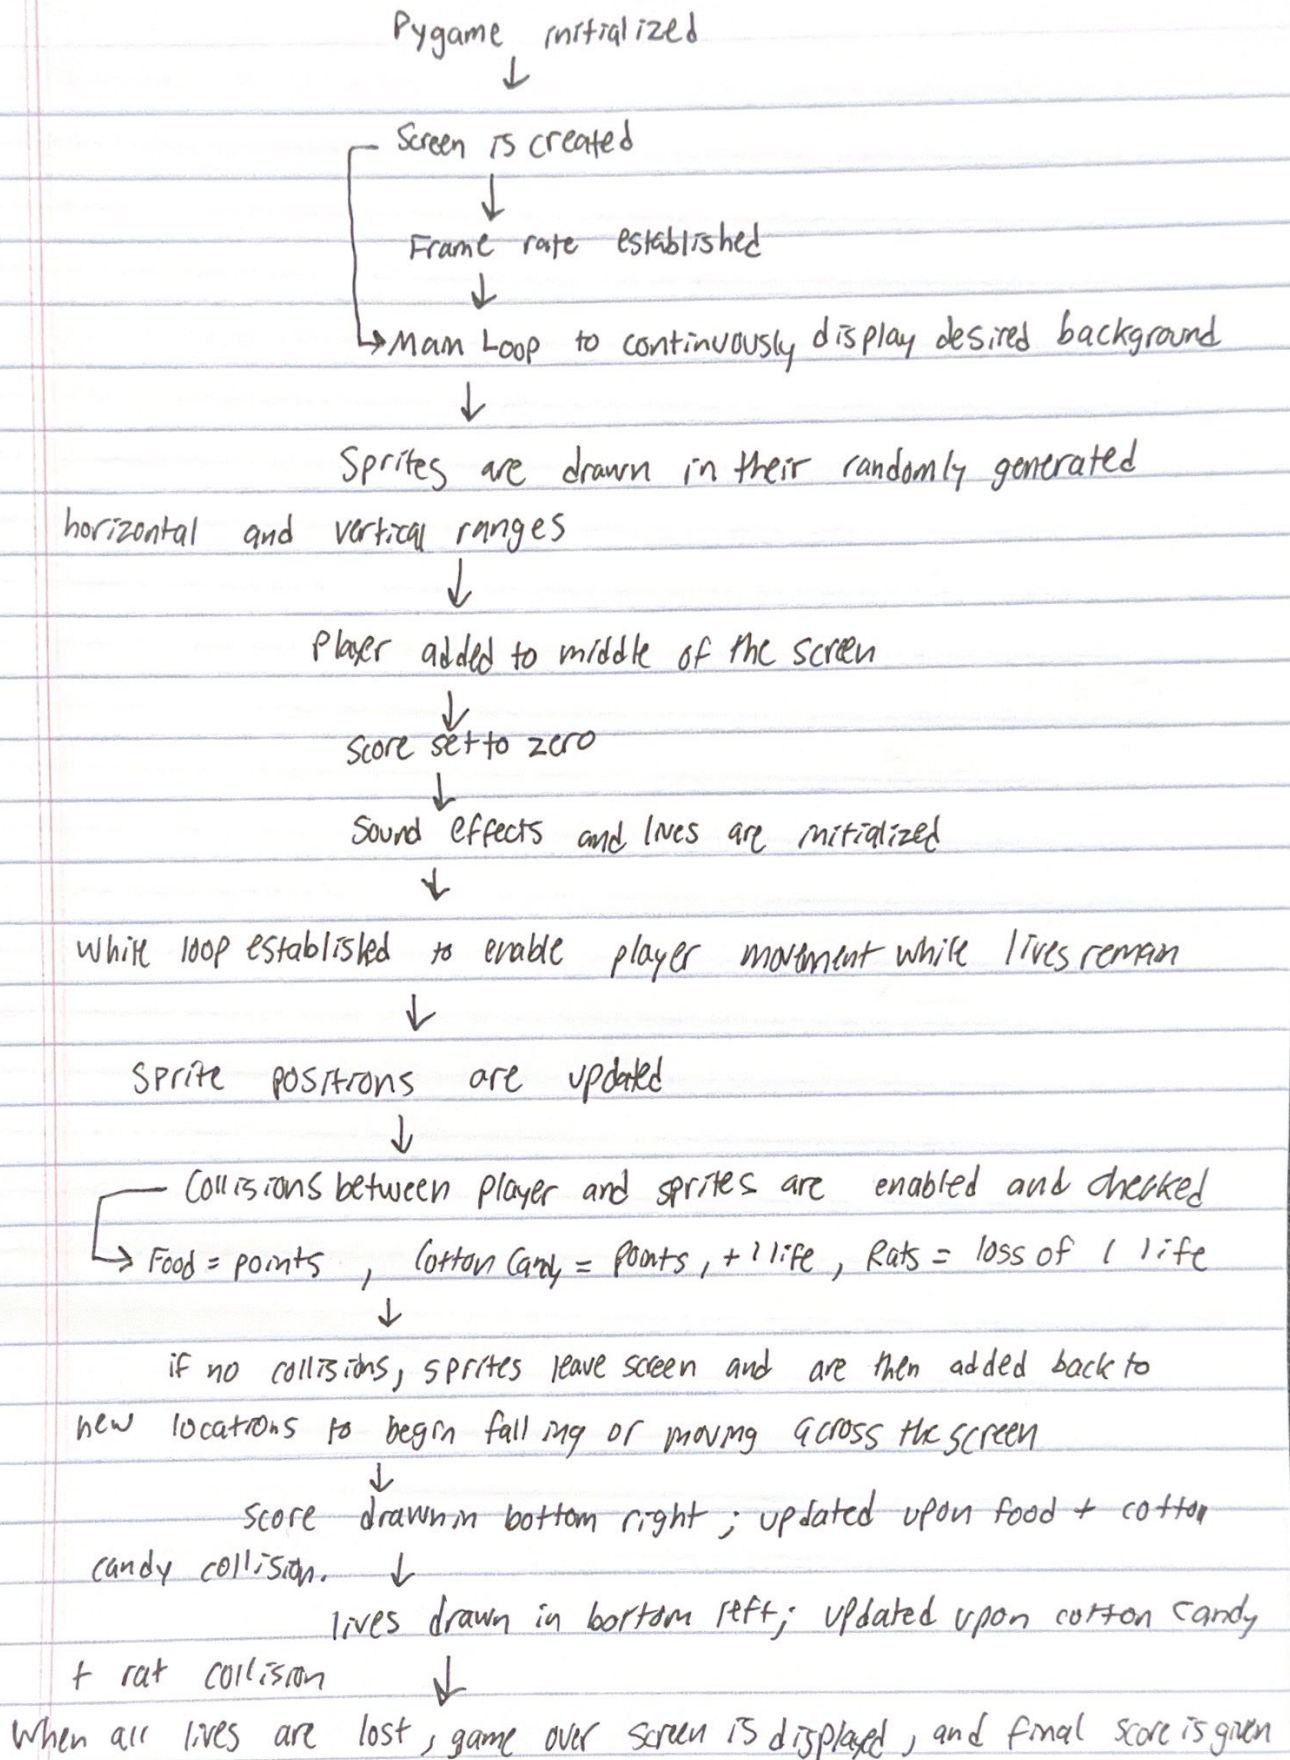 Pygame initialized
↓
Screen is created
↓
Frame rate established
↓
Main Loop to continuously display desired background
↓
Sprites are drawn in their randomly generated
horizontal and vertical ranges
↓
Player added to middle of the screen
↓
Score set to zero
↓
Sound effects and lives are initialized
↓
While loop established to enable player movement while lives remain
↓
Sprite positions are updated
↓
Collisions between player and sprites are enabled and checked
→ Food = points, Cotton Candy = points, +1 life, Rats = loss of 1 life
↓
if no collisions, sprites leave screen and are then added back to
new locations to begin falling or moving across the screen
↓
Score drawn in bottom right; updated upon food + cotton
candy collision. ↓
lives drawn in bottom left; updated upon cotton candy
+ rat collision ↓
When all lives are lost, game over screen is displayed, and final score is given